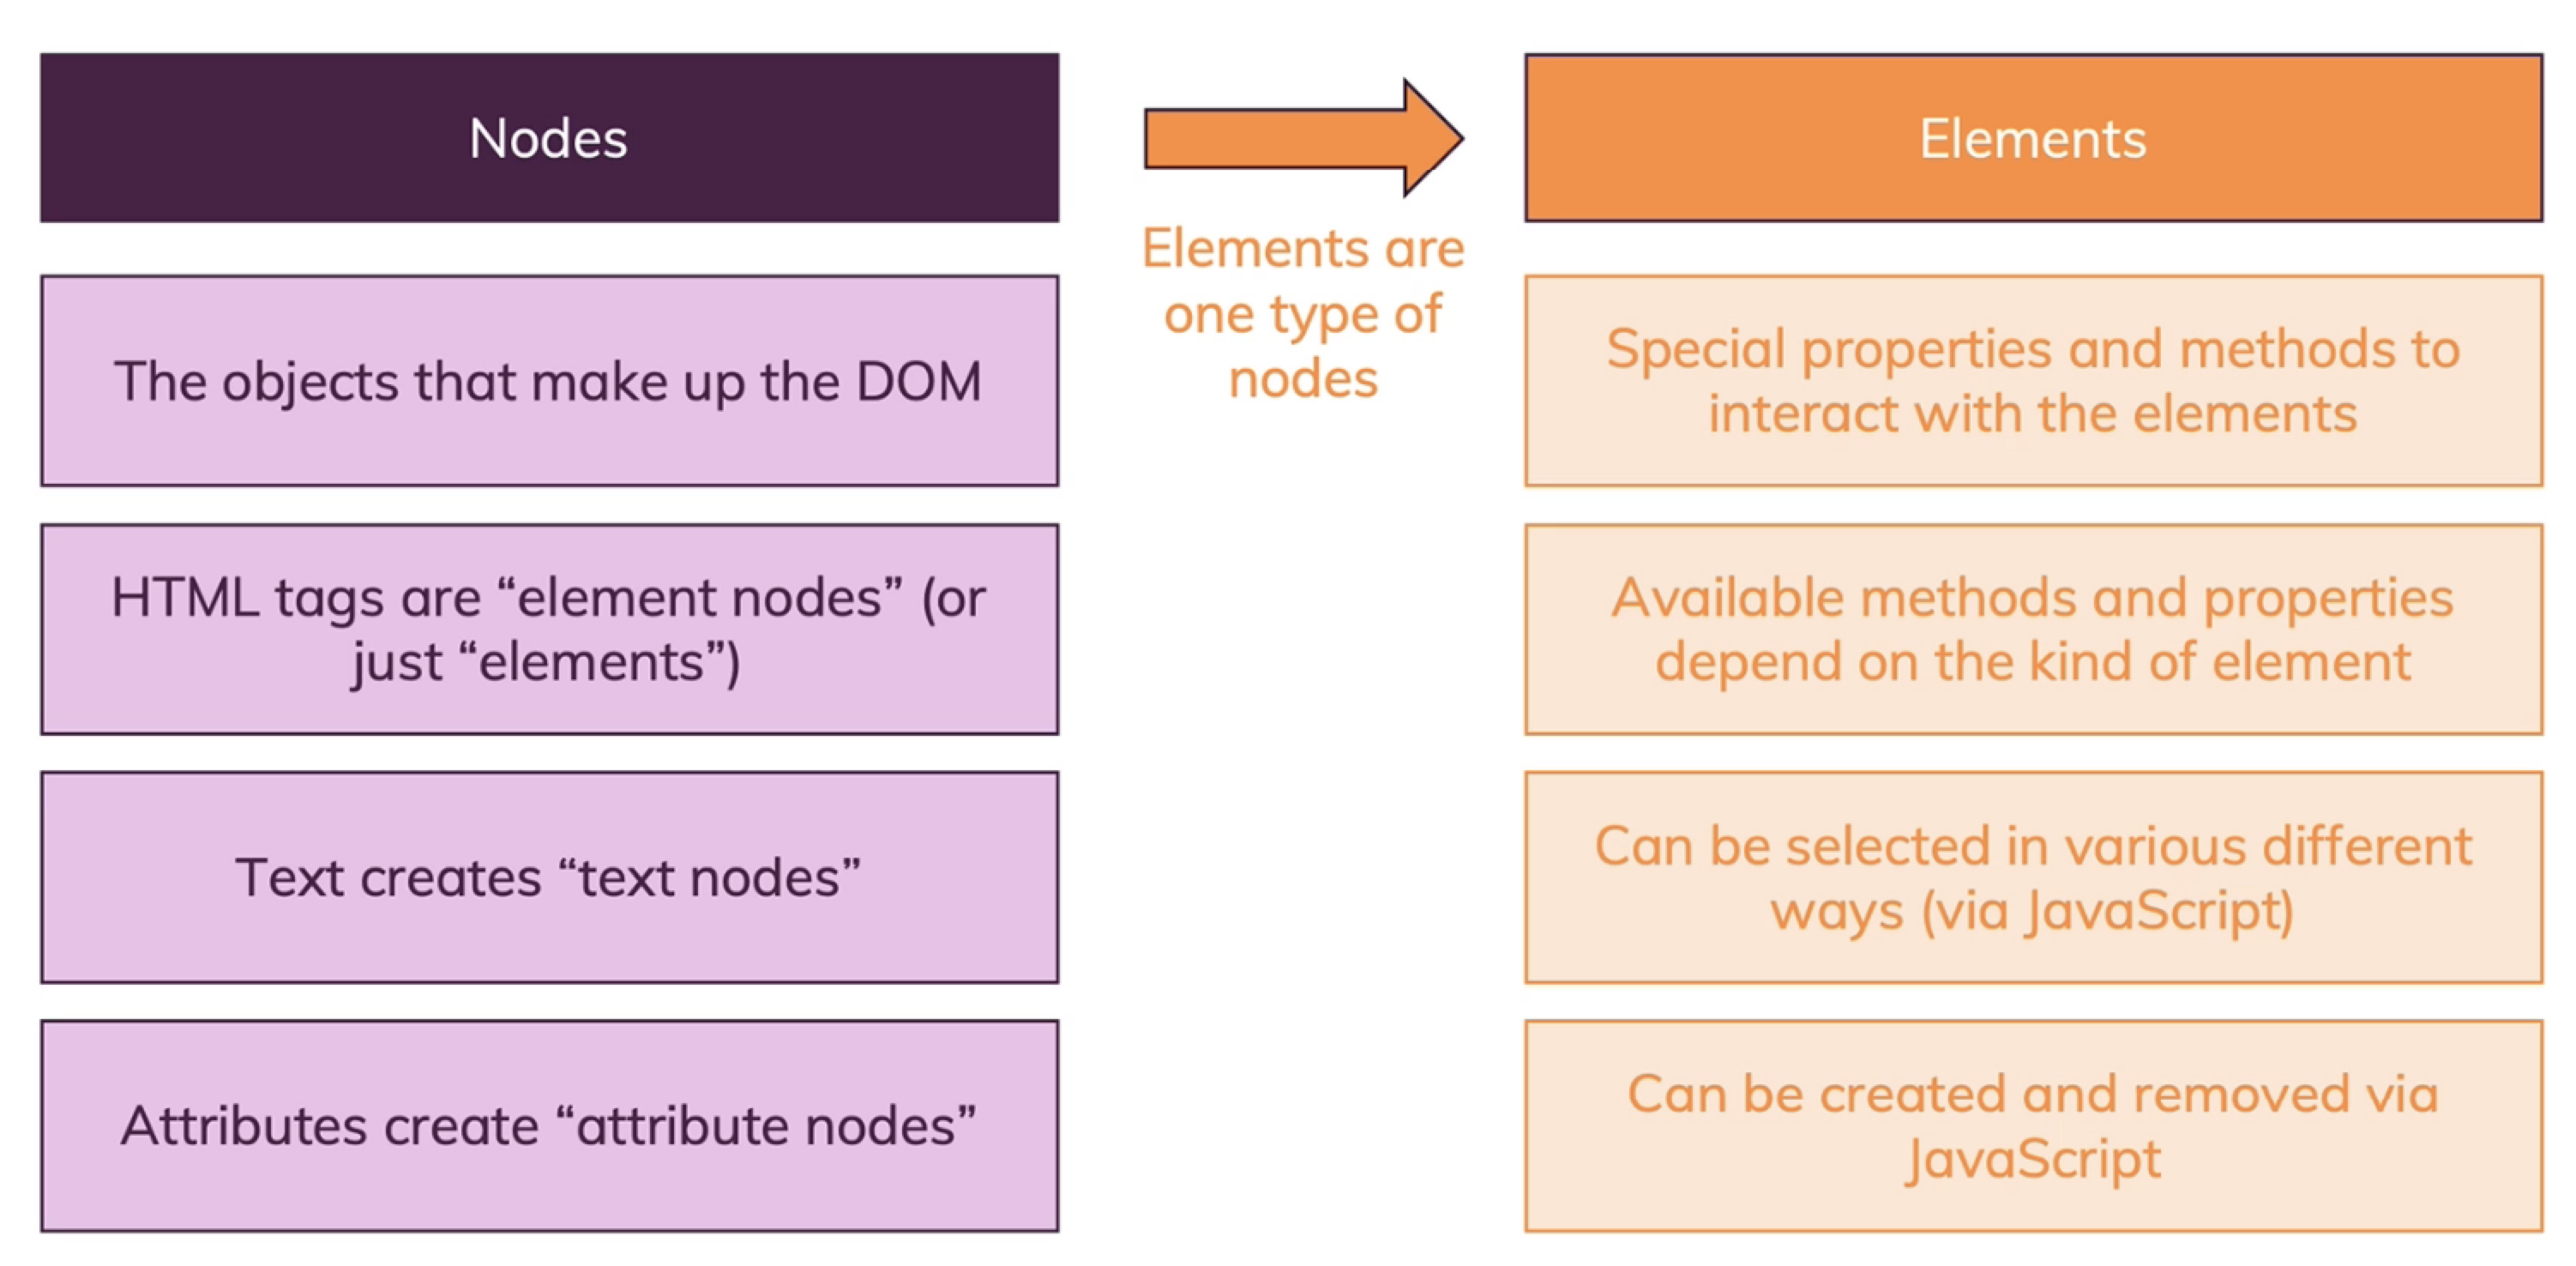 Nodes
The objects that make up the DOM
HTML tags are “element nodes” (or
just “elements”)
Text creates “text nodes”
Attributes create “attribute nodes”
Elements are
one type of
nodes
Elements
Special properties and methods to
interact with the elements
Available methods and properties
depend on the kind of element
Can be selected in various different
ways (via JavaScript)
Can be created and removed via
JavaScript